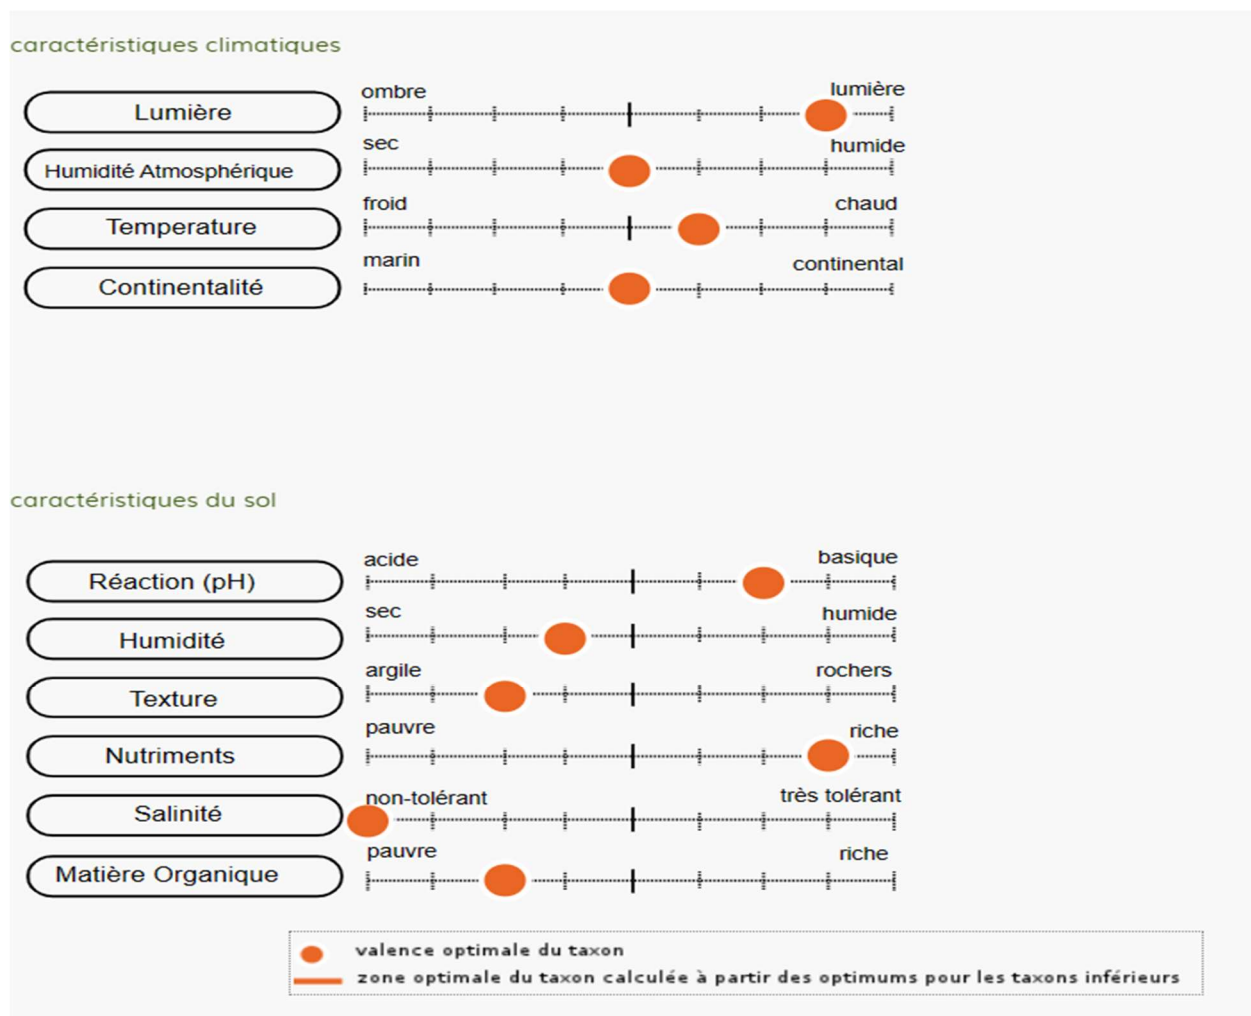 caractéristiques climatiques
Lumière
ombre
lumière
Humidité Atmosphérique
sec
humide
Temperature
froid
chaud
Continentalité
marin
continental
caractéristiques du sol
Réaction (pH)
acide
basique
Humidité
sec
humide
Texture
argile
rochers
Nutriments
pauvre
riche
Salinité
non-tolérant
très tolérant
Matière Organique
pauvre
riche
valence optimale du taxon
zone optimale du taxon calculée à partir des optimums pour les taxons inférieurs